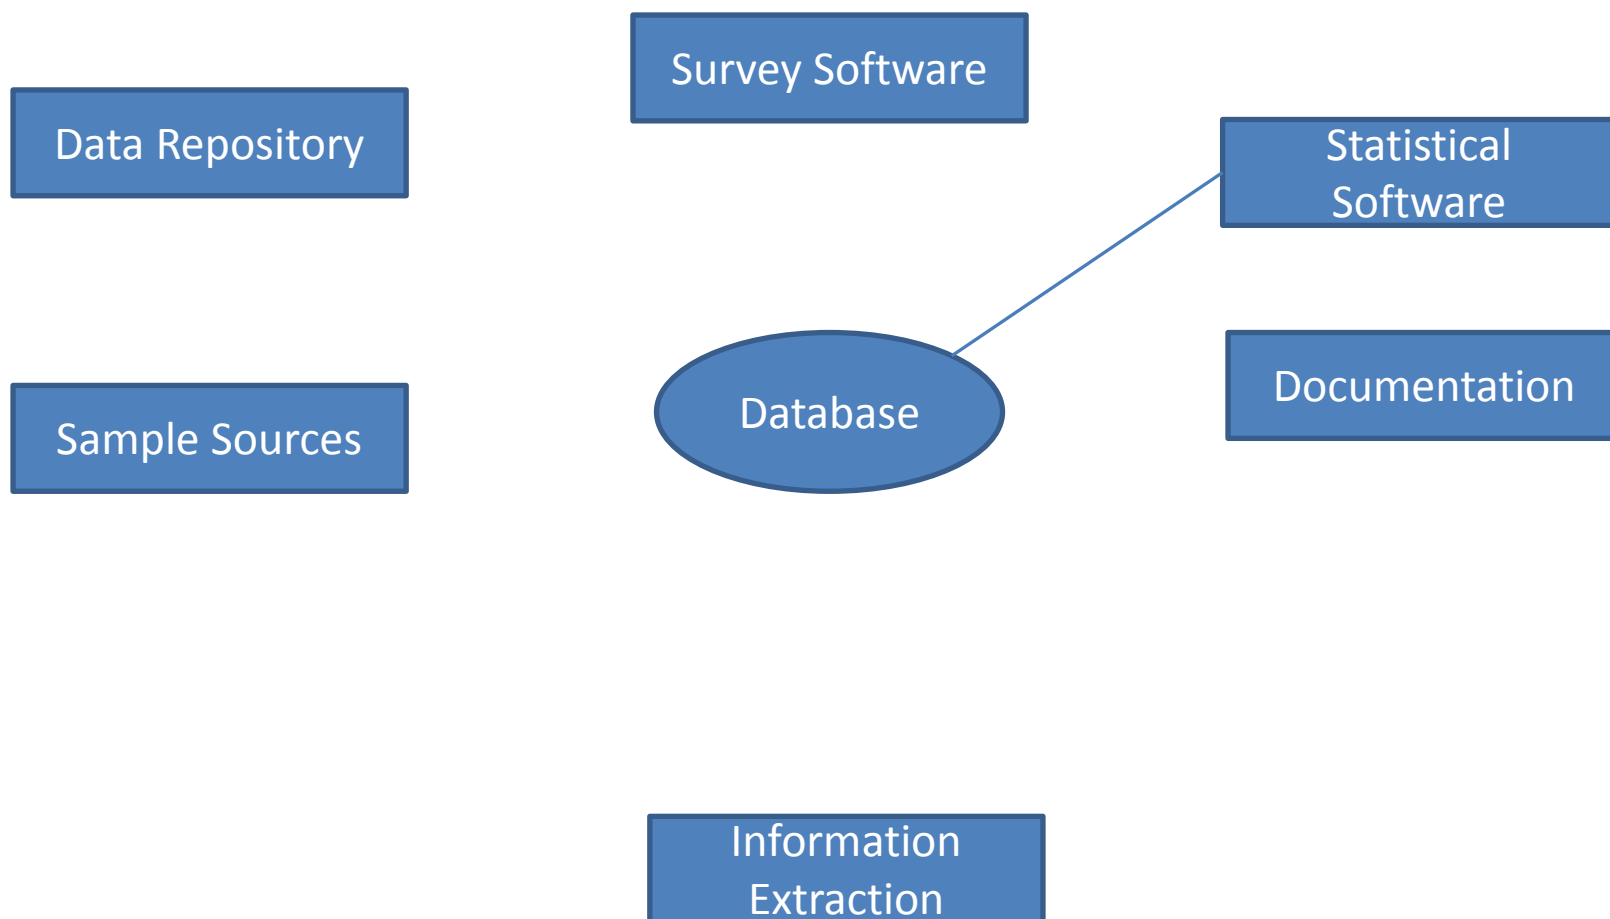 Survey Software
Data Repository
Statistical
Software
Documentation
Database
Sample Sources
Information
Extraction